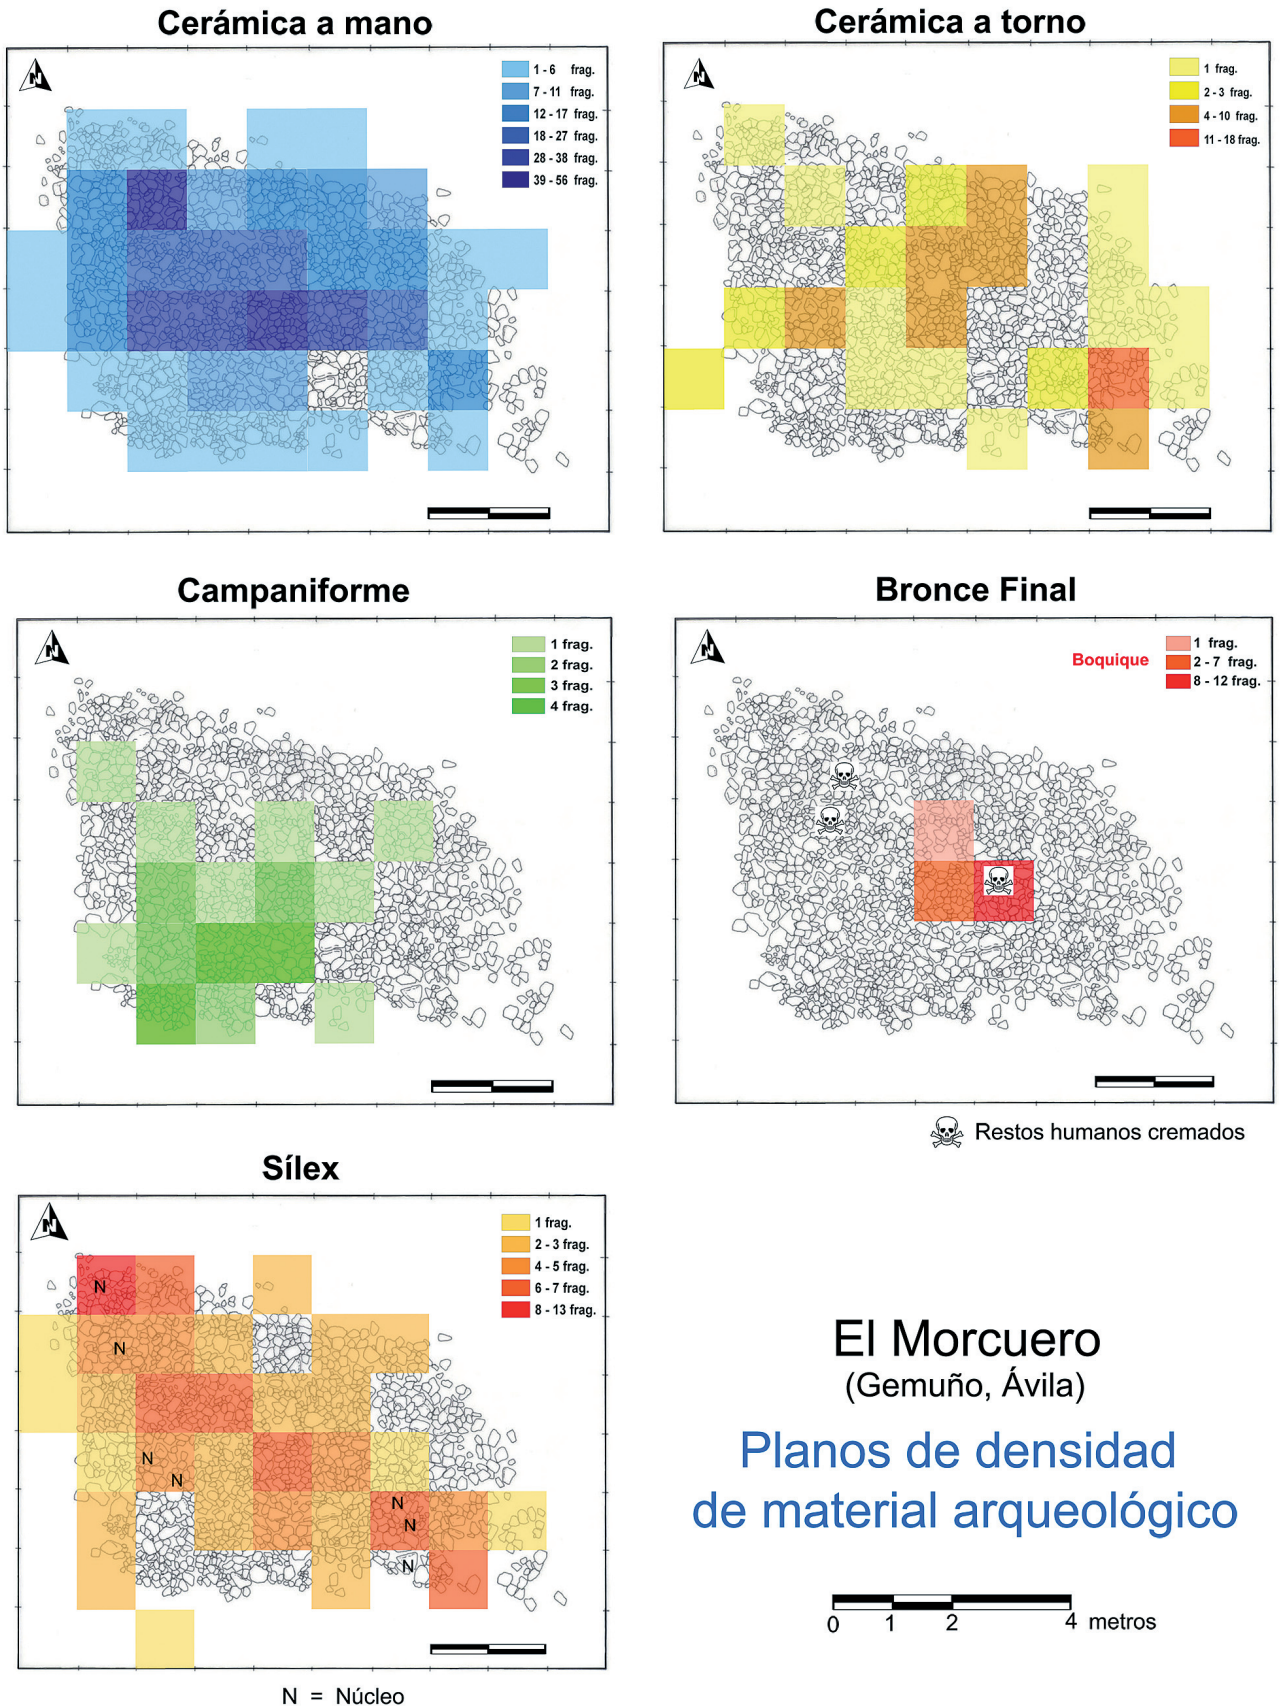 Cerámica a mano
N
1 - 6 frag.
7 - 11 frag.
12 - 17 frag.
18 - 27 frag.
28 - 38 frag.
39 - 56 frag.
Cerámica a torno
N
1 frag.
2 - 3 frag.
4 - 10 frag.
11 - 18 frag.
Campaniforme
N
1 frag.
2 frag.
3 frag.
4 frag.
Bronce Final
N
Boquique
1 frag.
2 - 7 frag.
8 - 12 frag.
Restos humanos cremados
Sílex
N
1 frag.
2 - 3 frag.
4 - 5 frag.
6 - 7 frag.
8 - 13 frag.
N
N
N
N
N
N
N
N = Núcleo
El Morcuero
(Gemuño, Ávila)
Planos de densidad
de material arqueológico
0 1 2 4 metros